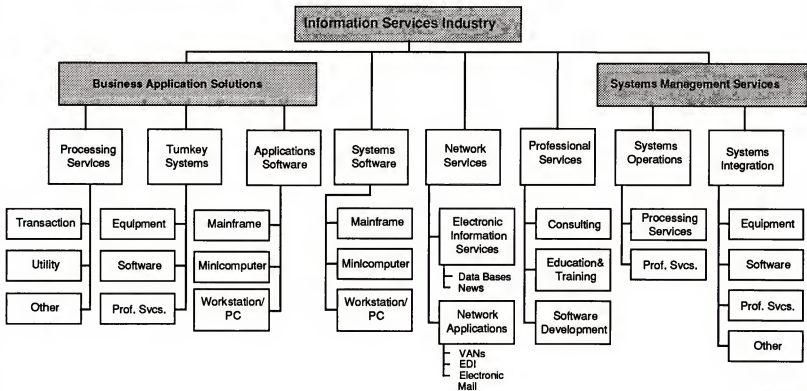 Information Services Industry
Business Application Solutions
Systems Management Services
Processing
Services
Turnkey
Systems
Applications
Software
Systems
Software
Network
Services
Professional
Services
Systems
Operations
Systems
Integration
Transaction
Utility
Other
Equipment
Software
Prof. Svcs.
Mainframe
Minicomputer
Workstation/
PC
Mainframe
Minicomputer
Workstation/
PC
Electronic
Information
Services
Data Bases
News
Network
Applications
VANs
EDI
Electronic
Mail
Consulting
Education&
Training
Software
Development
Processing
Services
Prof. Svcs.
Equipment
Software
Prof. Svcs.
Other